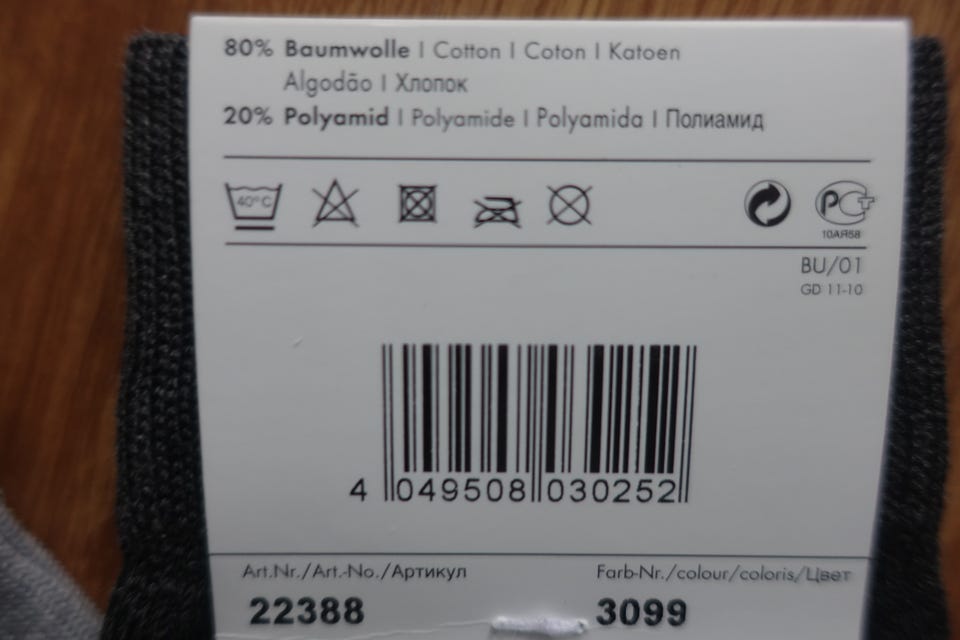 80% Baumwolle | Cotton | Coton | Katoen
Algodão | Хлопок
20% Polyamid | Polyamide | Polyamida | Полиамид
40°C
PCT
10АЯ58
BU/01
GD 11-10
4 049508 030252
Art.Nr./Art.-No./Артикул
Farb-Nr./colour/coloris/Цвет
22388
3099